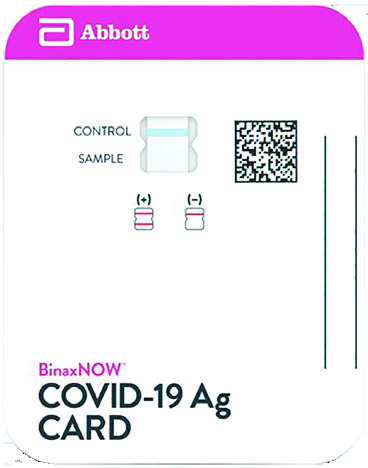 Abbott
CONTROL
SAMPLE
(+) (−)
BinaxNOW™
COVID-19 Ag
CARD